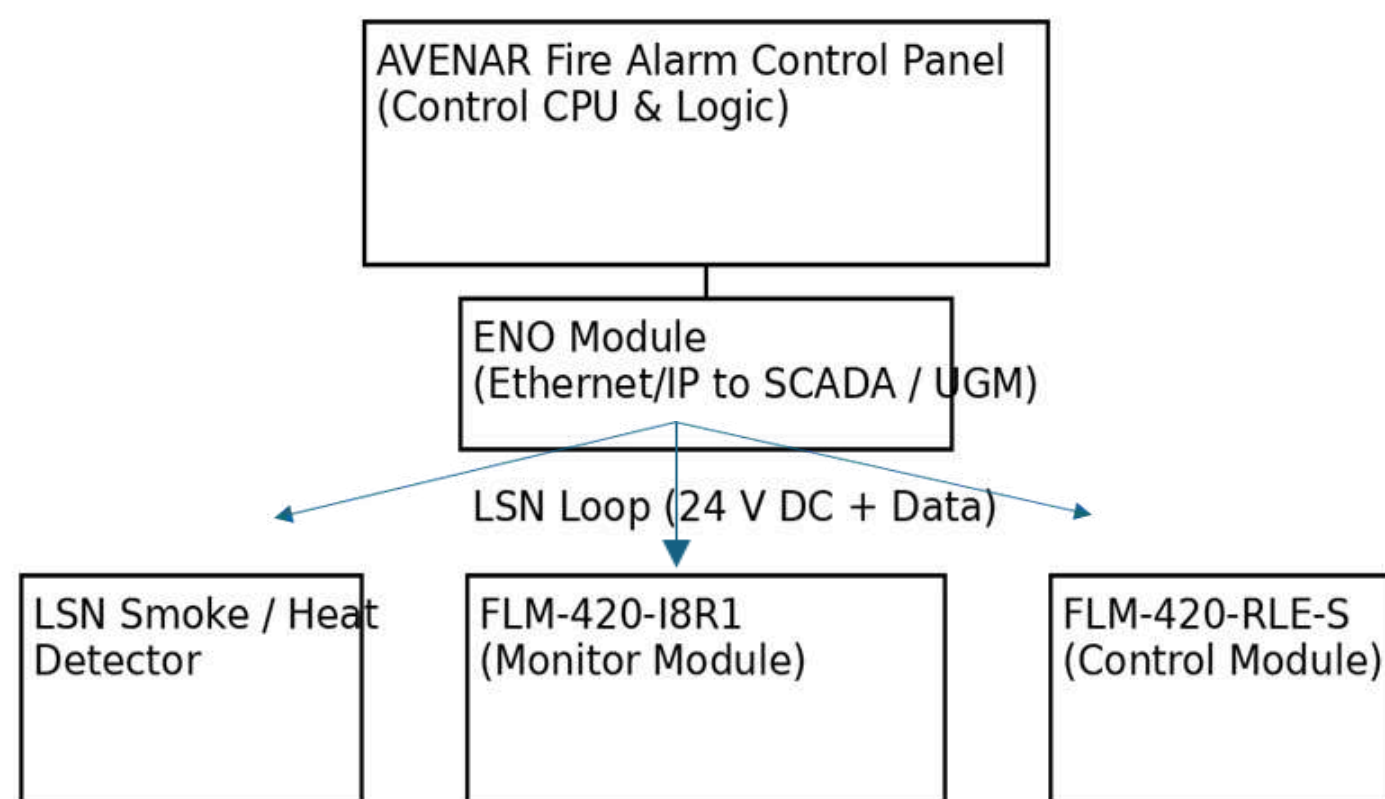 AVENAR Fire Alarm Control Panel
(Control CPU & Logic)
ENO Module
(Ethernet/IP to SCADA / UGM)
LSN Loop (24 V DC + Data)
LSN Smoke / Heat
Detector
FLM-420-I8R1
(Monitor Module)
FLM-420-RLE-S
(Control Module)